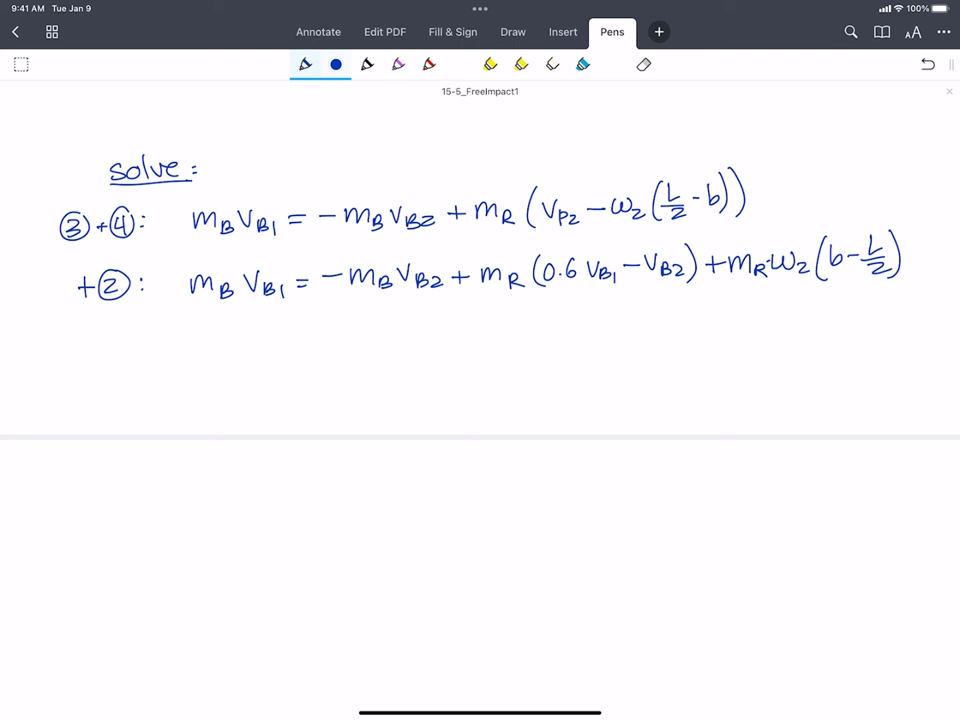 9:41 AM Tue Jan 9
100%
Annotate Edit PDF Fill & Sign Draw Insert Pens +
AA
15-5_FreeImpact1
solve:
③+④: m_B V_B1 = -m_B V_B2 + m_R (V_P2 - ω_2 (L/2 - b))
+②: m_B V_B1 = -m_B V_B2 + m_R (0.6 V_B1 - V_B2) + m_R·ω_2 (b - L/2)